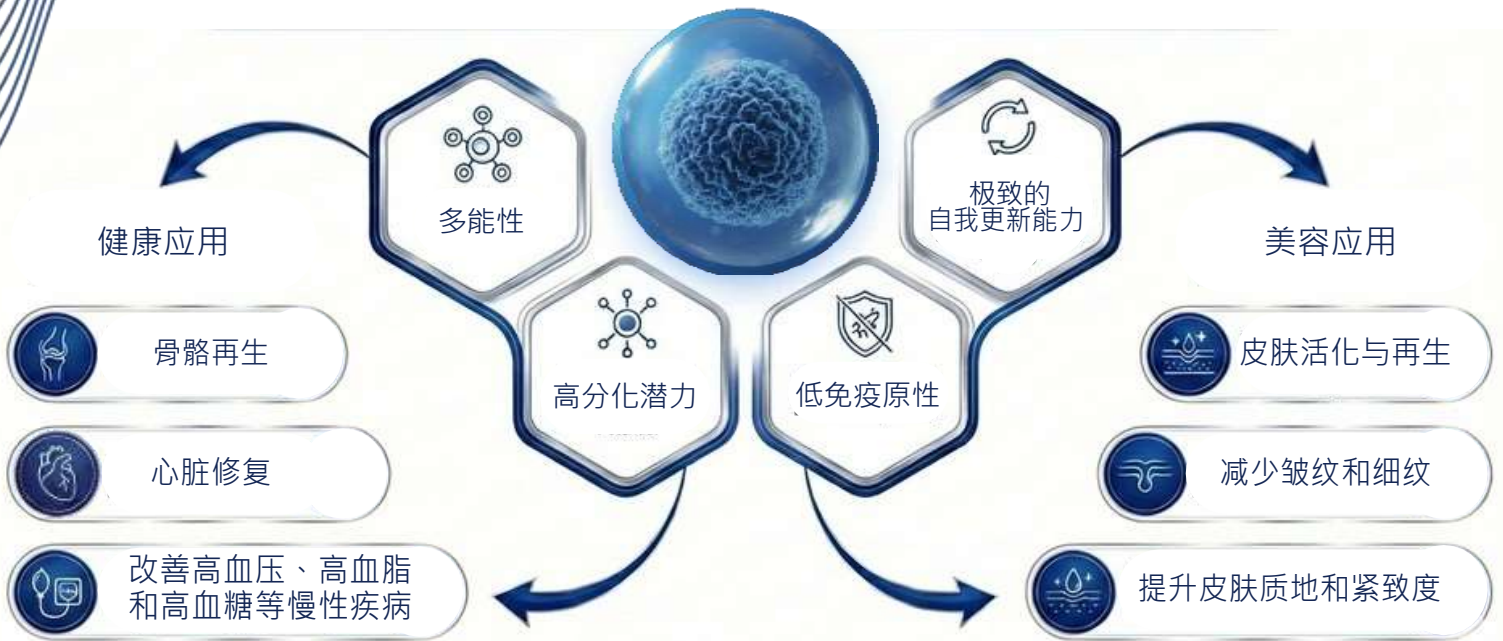 多能性
极致的
自我更新能力
高分化潜力
低免疫原性
健康应用
骨骼再生
心脏修复
改善高血压、高血脂
和高血糖等慢性疾病
美容应用
皮肤活化与再生
减少皱纹和细纹
提升皮肤质地和紧致度